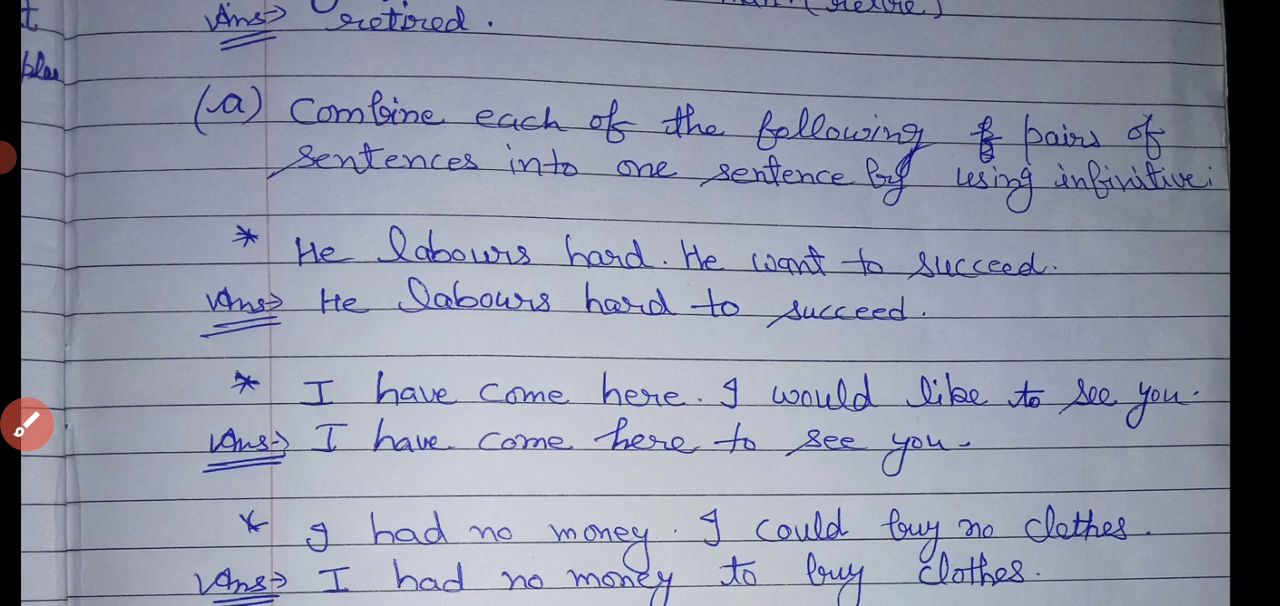 Ans⇒ retired.
(a) Combine each of the following pairs of
sentences into one sentence by using infinitive:
* He labours hard. He want to succeed.
Ans⇒ He labours hard to succeed.
* I have come here. I would like to see you.
Ans⇒ I have come here to see you.
* I had no money. I could buy no clothes.
Ans⇒ I had no money to buy clothes.